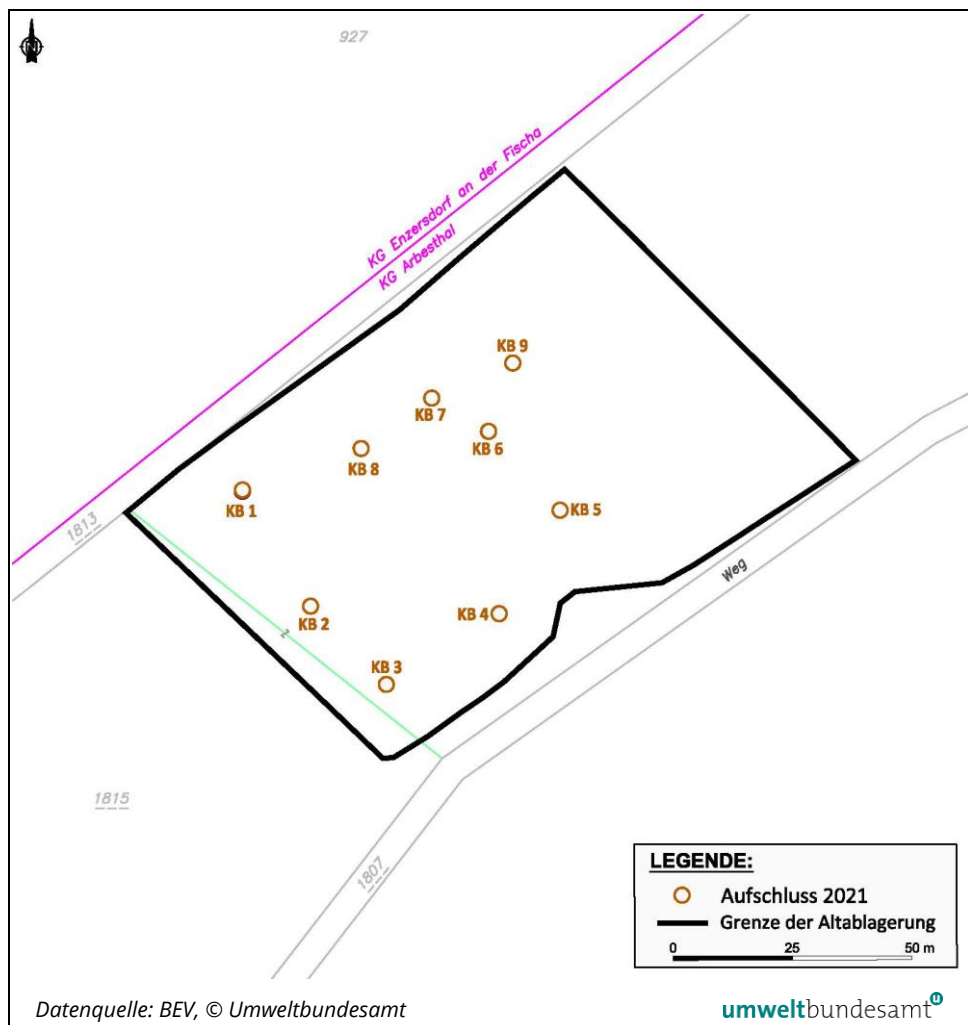 N
927
KG Enzersdorf an der Fischa
KG Arbesthal
KB 9
KB 7
KB 6
KB 8
KB 1
KB 5
1813
Weg
KB 2
KB 4
KB 3
1815
1807
LEGENDE:
Aufschluss 2021
Grenze der Altablagerung
0 25 50 m
Datenquelle: BEV, © Umweltbundesamt
umweltbundesamt